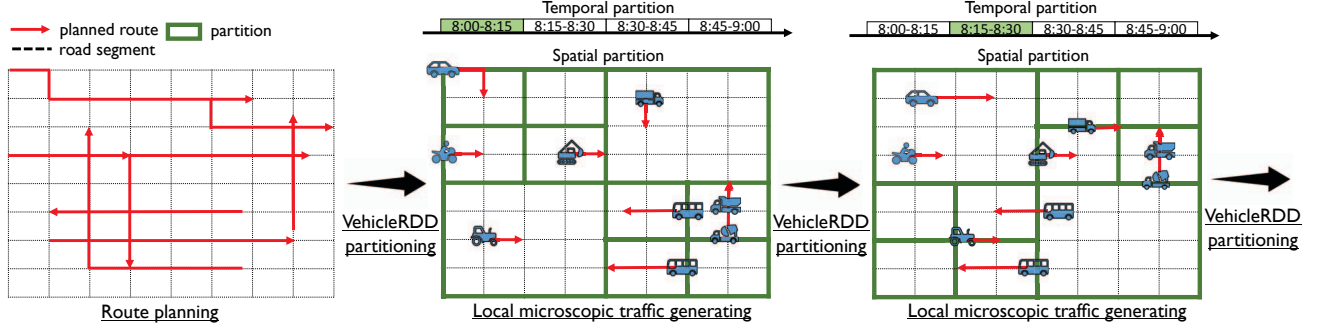 planned route
partition
road segment
Route planning
VehicleRDD
partitioning
Temporal partition
8:00-8:15 8:15-8:30 8:30-8:45 8:45-9:00
Spatial partition
Local microscopic traffic generating
VehicleRDD
partitioning
Temporal partition
8:00-8:15 8:15-8:30 8:30-8:45 8:45-9:00
Spatial partition
Local microscopic traffic generating
VehicleRDD
partitioning